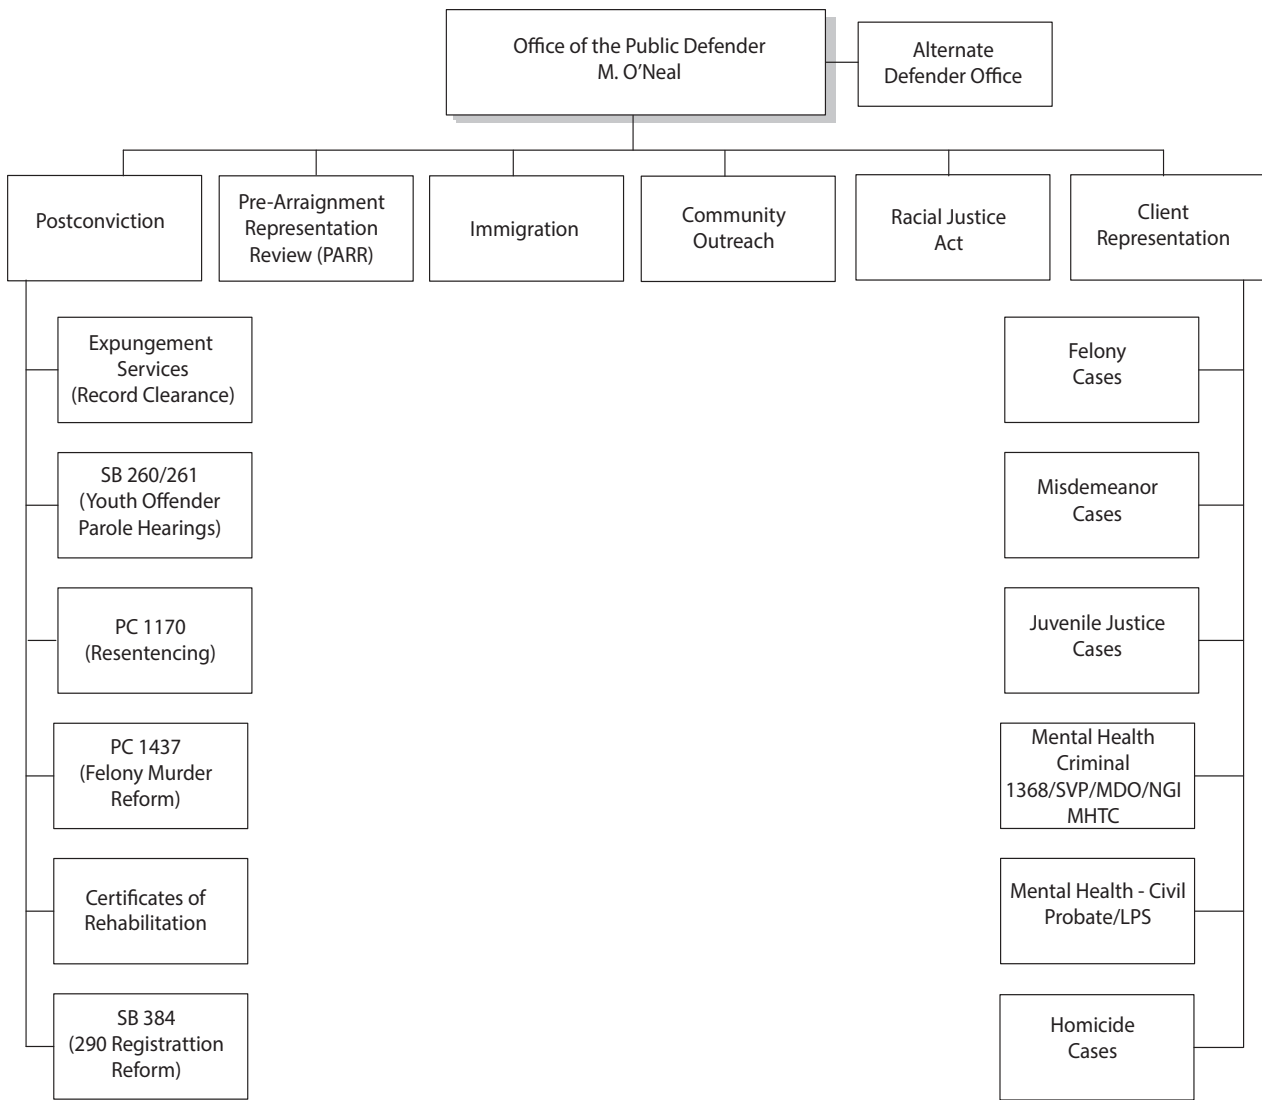 Office of the Public Defender
M. O’Neal
Alternate
Defender Office
Postconviction
Pre-Arraignment
Representation
Review (PARR)
Immigration
Community
Outreach
Racial Justice
Act
Client
Representation
Expungement
Services
(Record Clearance)
SB 260/261
(Youth Offender
Parole Hearings)
PC 1170
(Resentencing)
PC 1437
(Felony Murder
Reform)
Certificates of
Rehabilitation
SB 384
(290 Registrattion
Reform)
Felony
Cases
Misdemeanor
Cases
Juvenile Justice
Cases
Mental Health
Criminal
1368/SVP/MDO/NGI
MHTC
Mental Health - Civil
Probate/LPS
Homicide
Cases